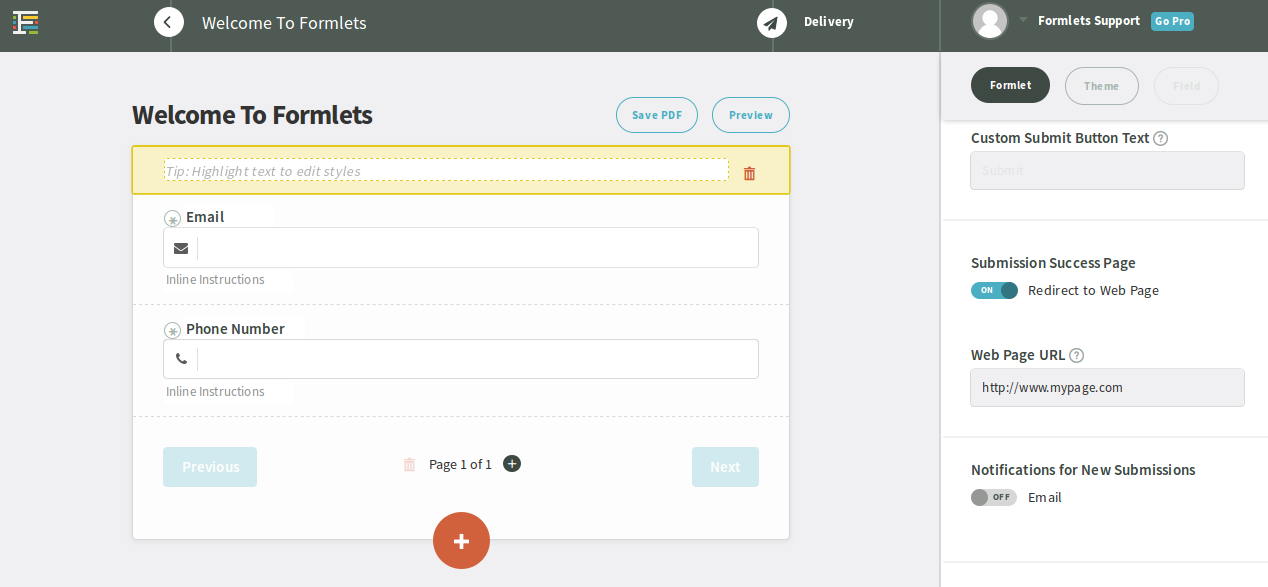 Welcome To Formlets
Delivery
Formlets Support Go Pro
Formlet Theme Field
Welcome To Formlets
Save PDF Preview
Tip: Highlight text to edit styles
Email
Inline Instructions
Phone Number
Inline Instructions
Previous
Page 1 of 1
Next
Custom Submit Button Text ?
Submit
Submission Success Page
ON Redirect to Web Page
Web Page URL ?
http://www.mypage.com
Notifications for New Submissions
OFF Email